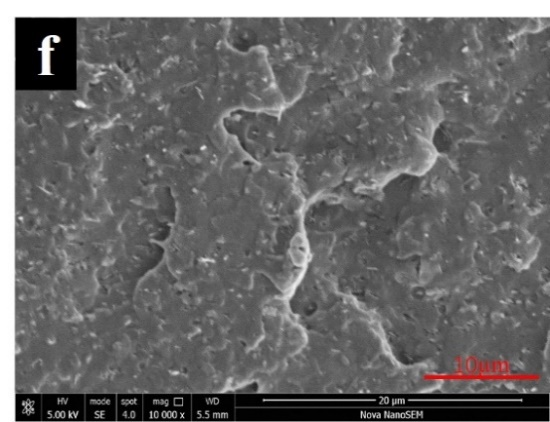 f
10μm
HV mode spot mag WD
5.00 kV SE 4.0 10 000 x 5.5 mm
20 μm
Nova NanoSEM